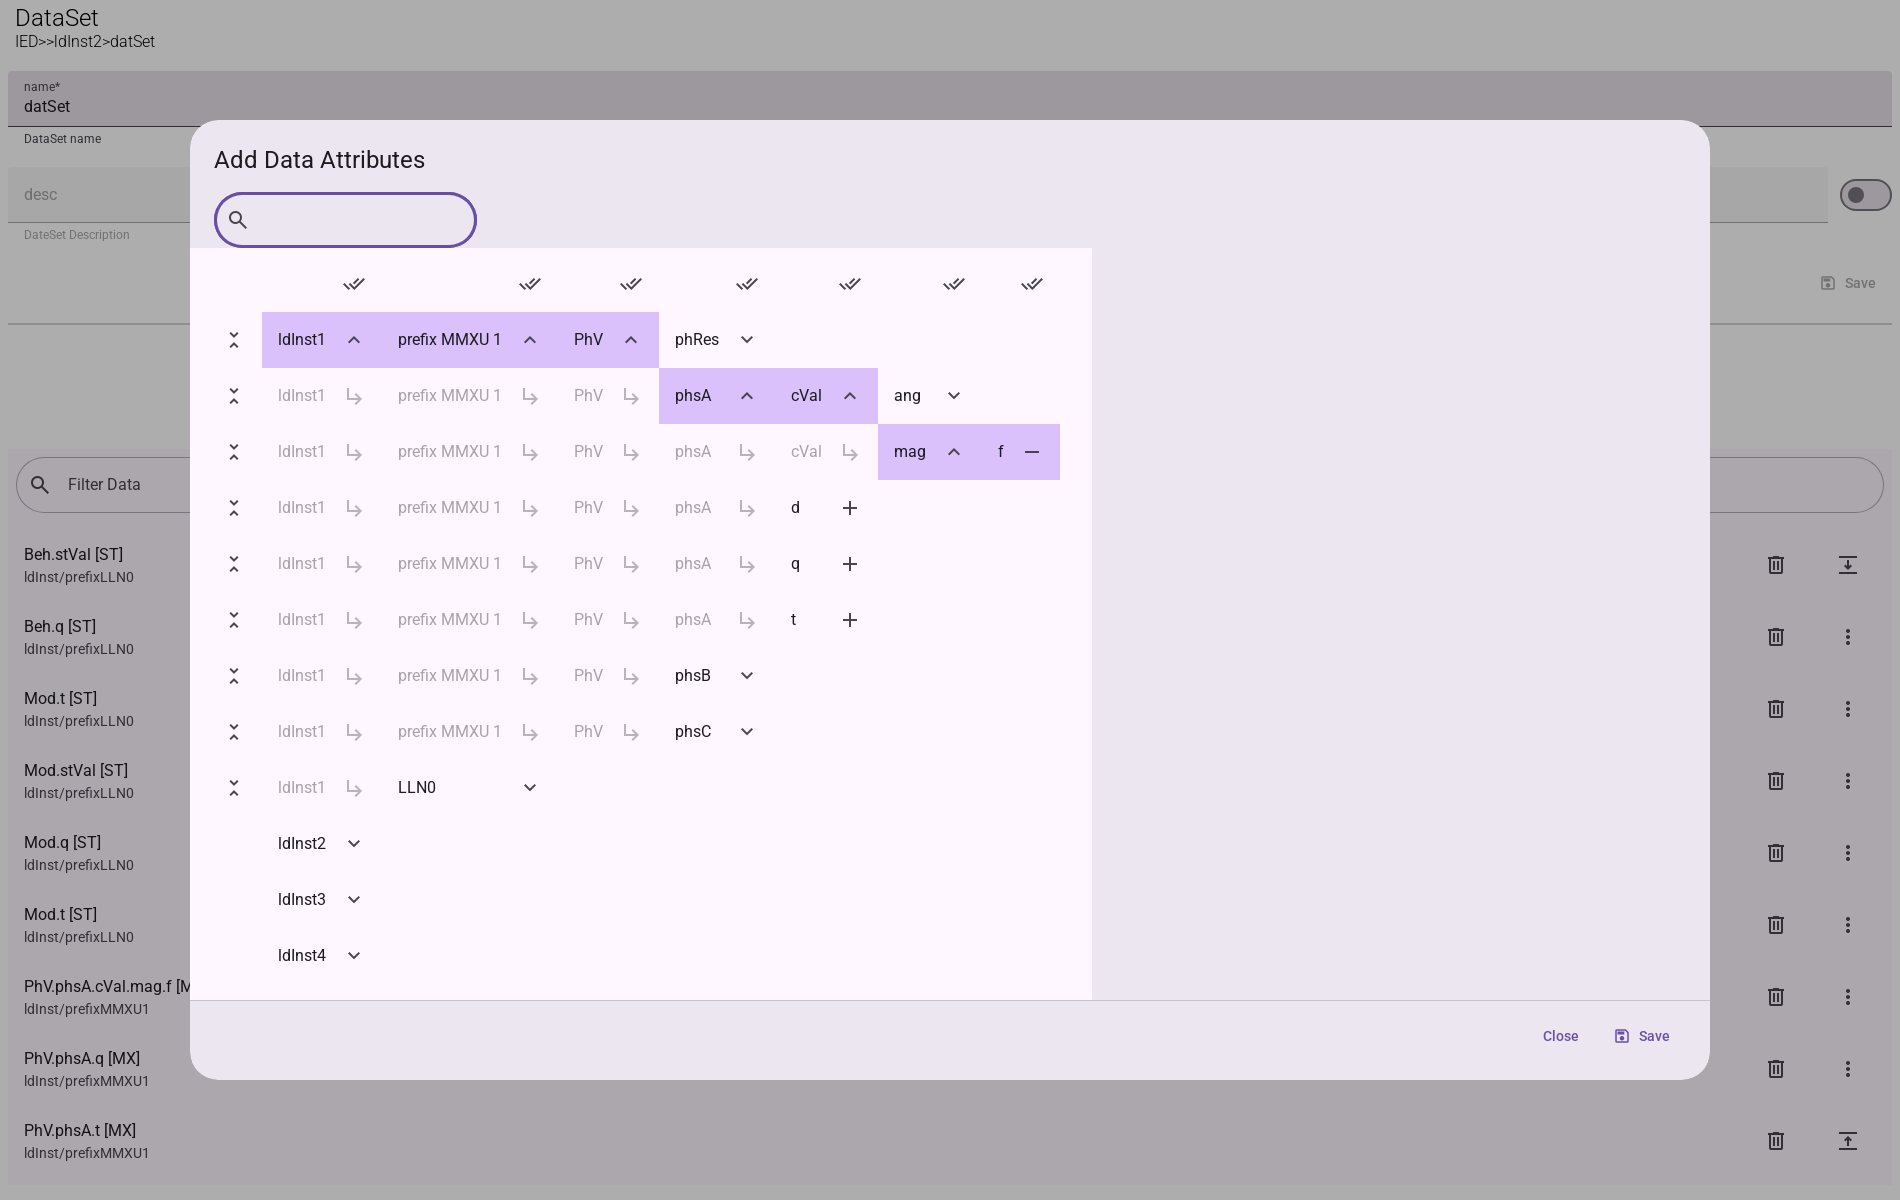 DataSet
IED>>ldInst2>datSet
name*
datSet
DataSet name
desc
DateSet Description
Save
Add Data Attributes
ldInst1 prefix MMXU 1 PhV phRes
ldInst1 prefix MMXU 1 PhV phsA cVal ang
ldInst1 prefix MMXU 1 PhV phsA cVal mag f
ldInst1 prefix MMXU 1 PhV phsA d
ldInst1 prefix MMXU 1 PhV phsA q
ldInst1 prefix MMXU 1 PhV phsA t
ldInst1 prefix MMXU 1 PhV phsB
ldInst1 prefix MMXU 1 PhV phsC
ldInst1 LLN0
ldInst2
ldInst3
ldInst4
Close Save
Filter Data
Beh.stVal [ST]
ldInst/prefixLLN0
Beh.q [ST]
ldInst/prefixLLN0
Mod.t [ST]
ldInst/prefixLLN0
Mod.stVal [ST]
ldInst/prefixLLN0
Mod.q [ST]
ldInst/prefixLLN0
Mod.t [ST]
ldInst/prefixLLN0
PhV.phsA.cVal.mag.f [M
ldInst/prefixMMXU1
PhV.phsA.q [MX]
ldInst/prefixMMXU1
PhV.phsA.t [MX]
ldInst/prefixMMXU1